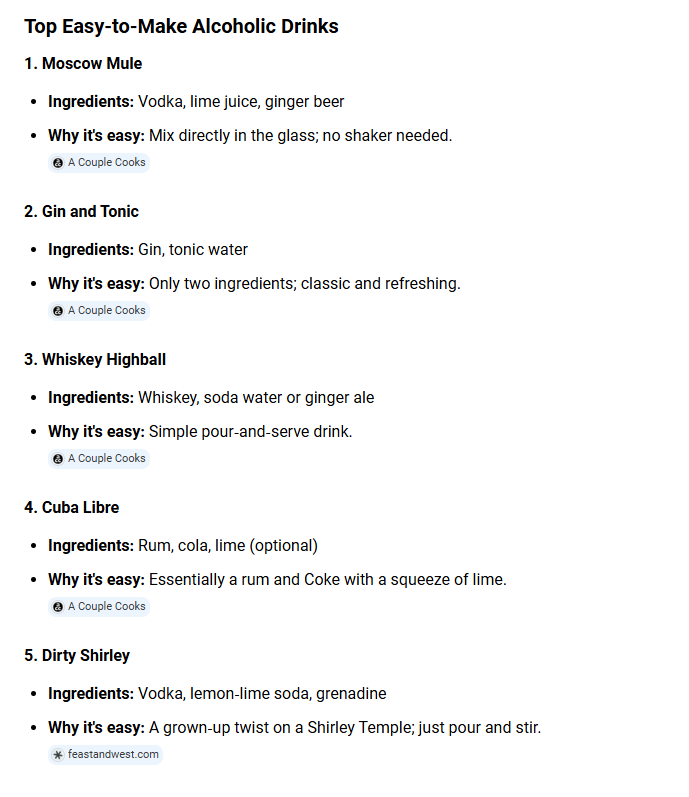 Top Easy-to-Make Alcoholic Drinks
1. Moscow Mule
• Ingredients: Vodka, lime juice, ginger beer
• Why it's easy: Mix directly in the glass; no shaker needed.
A Couple Cooks
2. Gin and Tonic
• Ingredients: Gin, tonic water
• Why it's easy: Only two ingredients; classic and refreshing.
A Couple Cooks
3. Whiskey Highball
• Ingredients: Whiskey, soda water or ginger ale
• Why it's easy: Simple pour-and-serve drink.
A Couple Cooks
4. Cuba Libre
• Ingredients: Rum, cola, lime (optional)
• Why it's easy: Essentially a rum and Coke with a squeeze of lime.
A Couple Cooks
5. Dirty Shirley
• Ingredients: Vodka, lemon-lime soda, grenadine
• Why it's easy: A grown-up twist on a Shirley Temple; just pour and stir.
feastandwest.com